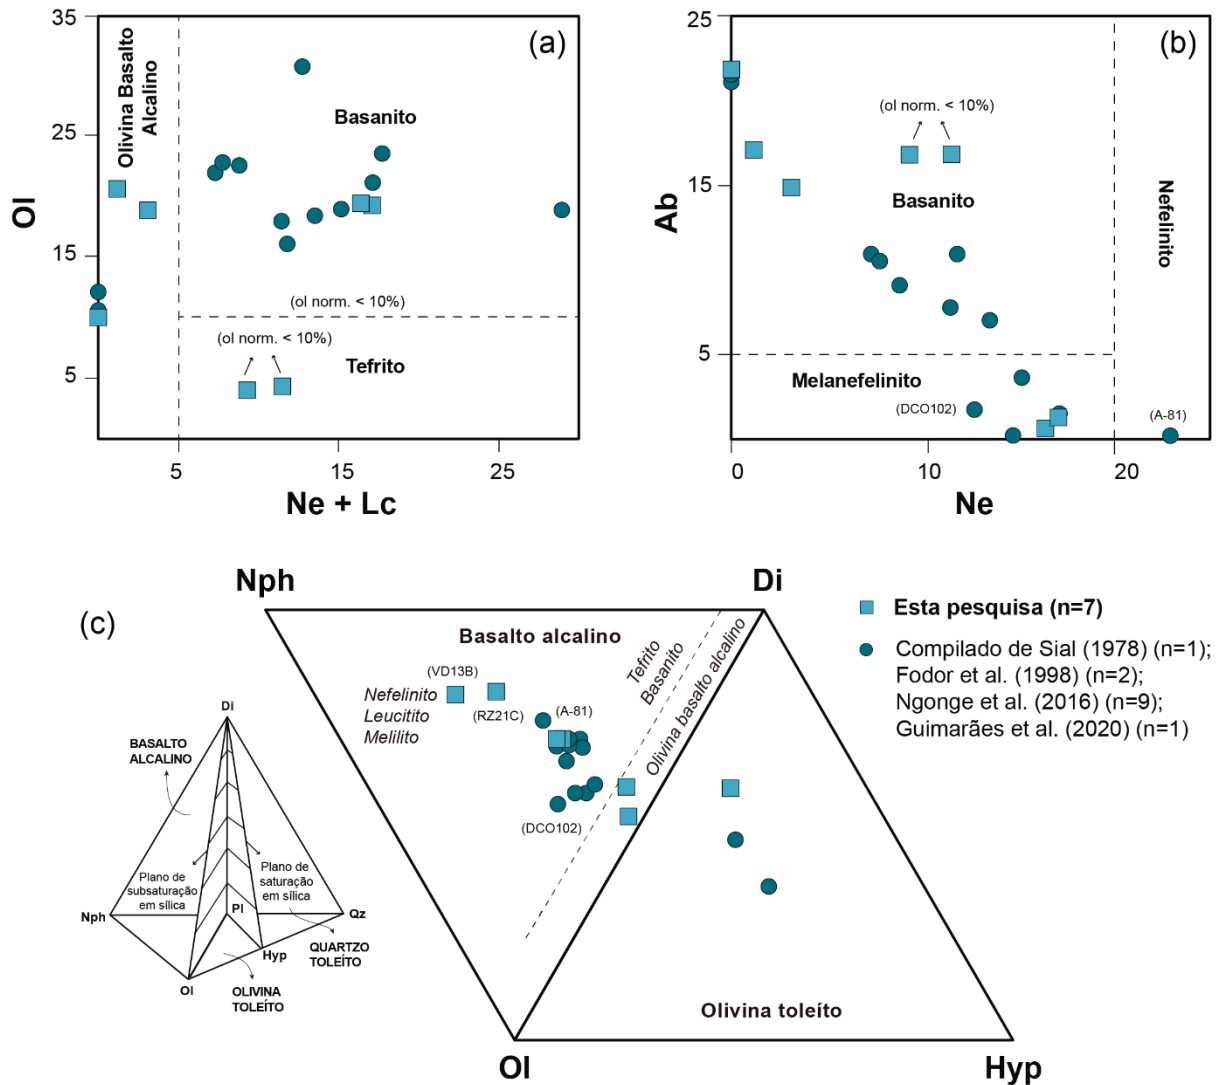 (a)
35
25
15
5
Ol
Olivina Basalto
Alcalino
Basanito
(ol norm. < 10%)
(ol norm. < 10%)
Tefrito
5
15
25
Ne + Lc
(b)
25
15
5
Ab
(ol norm. < 10%)
Basanito
Nefelinito
Melanefelinito
(DCO102)
(A-81)
0
10
20
Ne
(c)
Nph
Di
Basalto alcalino
Tefrito
Basanito
Olivina basalto alcalino
(VD13B)
Nefelinito
Leucitito
Melilito
(RZ21C)
(A-81)
(DCO102)
Olivina toleíto
Ol
Hyp
Esta pesquisa (n=7)
Compilado de Sial (1978) (n=1);
Fodor et al. (1998) (n=2);
Ngonge et al. (2016) (n=9);
Guimarães et al. (2020) (n=1)
Di
BASALTO
ALCALINO
Plano de
subsaturação
em sílica
Plano de
saturação
em sílica
Nph
Pl
Qz
Hyp
Ol
QUARTZO
TOLEÍTO
OLIVINA
TOLEÍTO